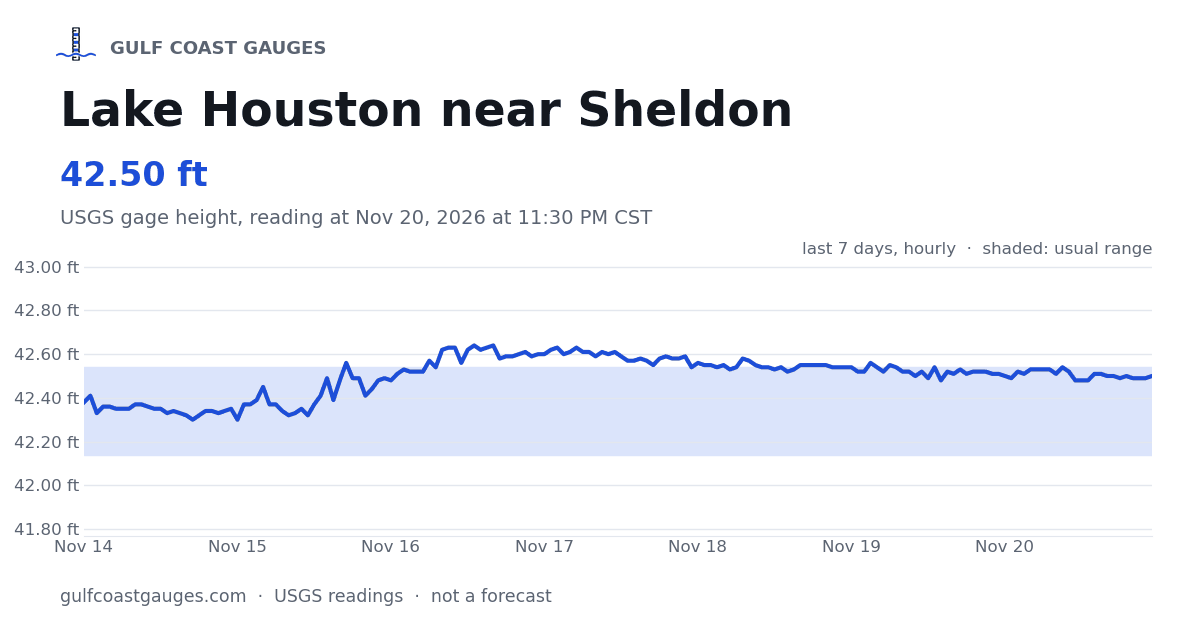 GULF COAST GAUGES
Lake Houston near Sheldon
42.50 ft
USGS gage height, reading at Nov 20, 2026 at 11:30 PM CST
last 7 days, hourly · shaded: usual range
43.00 ft
42.80 ft
42.60 ft
42.40 ft
42.20 ft
42.00 ft
41.80 ft
Nov 14 Nov 15 Nov 16 Nov 17 Nov 18 Nov 19 Nov 20
gulfcoastgauges.com · USGS readings · not a forecast